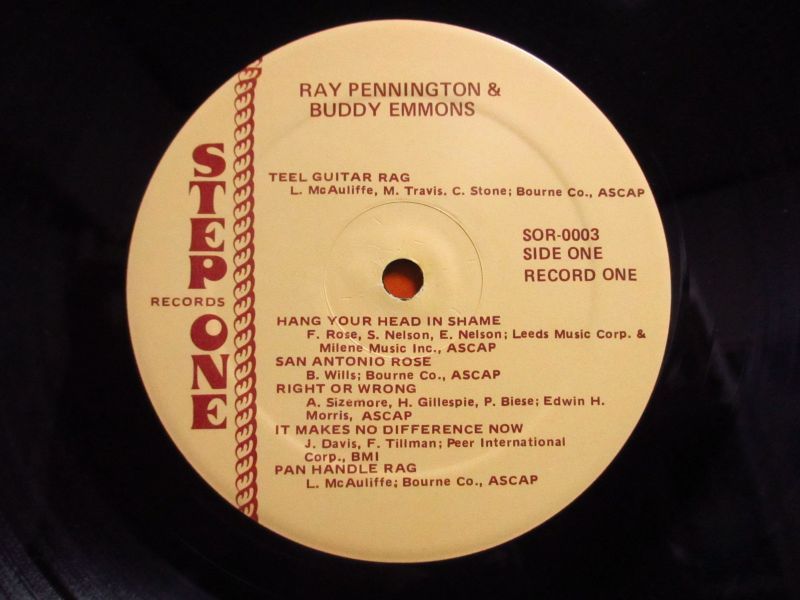 RAY PENNINGTON &
BUDDY EMMONS
STEP ONE
RECORDS
TEEL GUITAR RAG
L. McAuliffe, M. Travis. C. Stone; Bourne Co., ASCAP
SOR-0003
SIDE ONE
RECORD ONE
HANG YOUR HEAD IN SHAME
F. Rose, S. Nelson, E. Nelson; Leeds Music Corp. &
Milene Music Inc., ASCAP
SAN ANTONIO ROSE
B. Wills; Bourne Co., ASCAP
RIGHT OR WRONG
A. Sizemore, H. Gillespie, P. Biese; Edwin H.
Morris, ASCAP
IT MAKES NO DIFFERENCE NOW
J. Davis, F. Tillman; Peer International
Corp., BMI
PAN HANDLE RAG
L. McAuliffe; Bourne Co., ASCAP